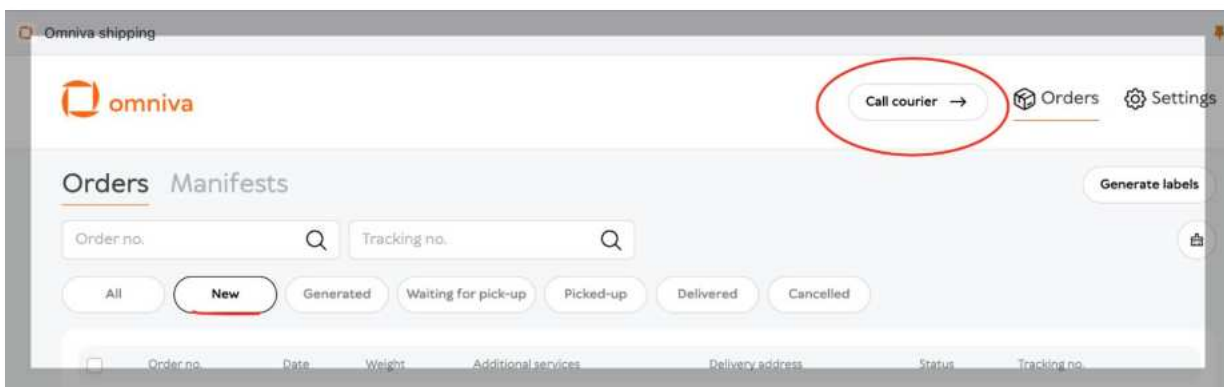 Omniva shipping
omniva
Call courier →
Orders
Settings
Orders
Manifests
Generate labels
Order no.
Tracking no.
All
New
Generated
Waiting for pick-up
Picked-up
Delivered
Cancelled
Order no.
Date
Weight
Additional services
Delivery address
Status
Tracking no.